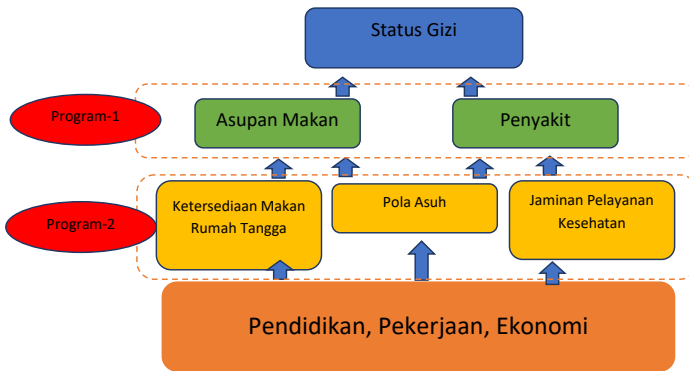 Status Gizi
Program-1
Asupan Makan
Penyakit
Program-2
Ketersediaan Makan
Rumah Tangga
Pola Asuh
Jaminan Pelayanan
Kesehatan
Pendidikan, Pekerjaan, Ekonomi